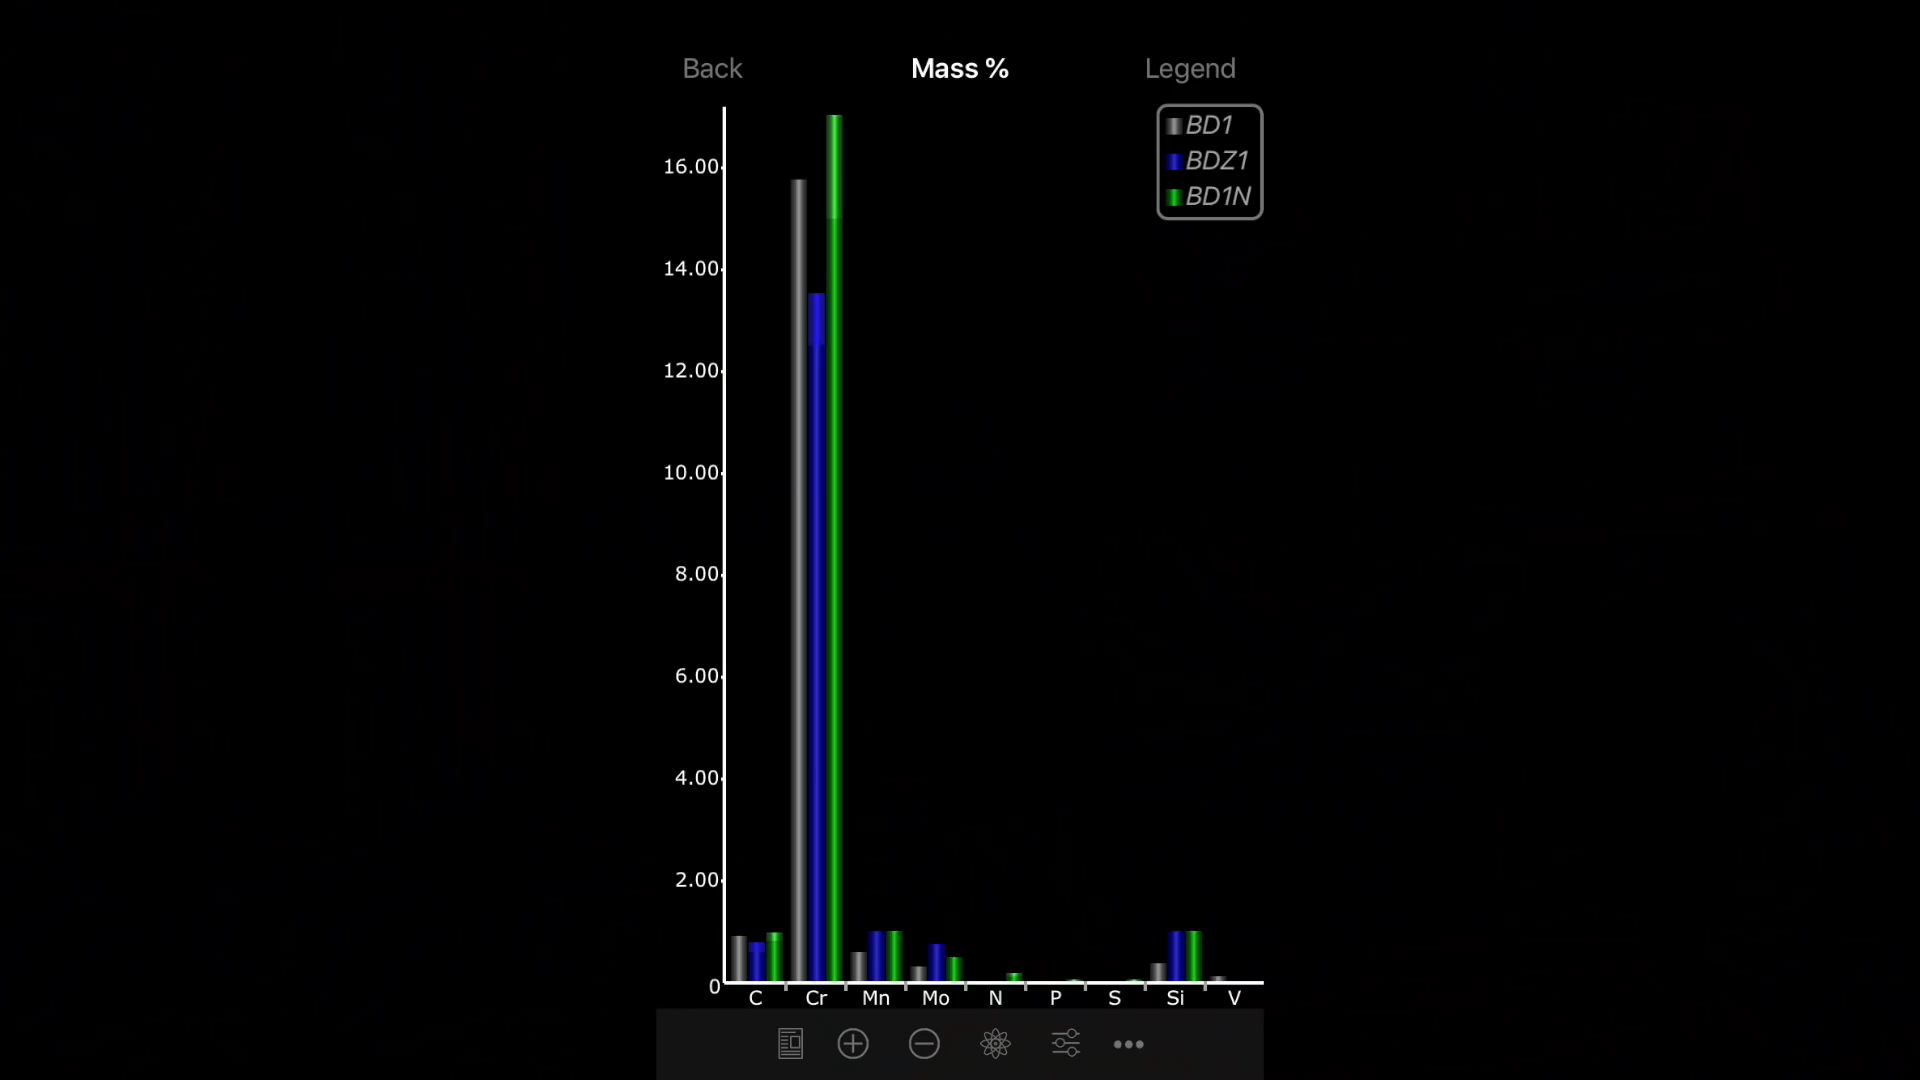 Back Mass % Legend
BD1
BDZ1
BD1N
16.00
14.00
12.00
10.00
8.00
6.00
4.00
2.00
0
C Cr Mn Mo N P S Si V